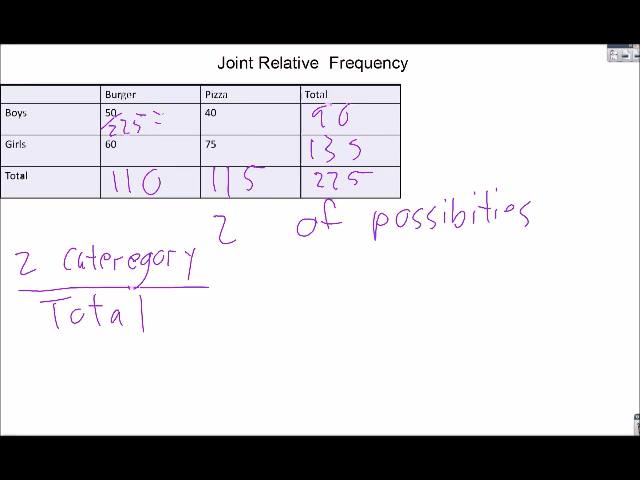 Joint Relative Frequency
Burger Pizza Total
Boys 50/225= 40 90
Girls 60 75 135
Total 110 115 225
2 of possibities
2 cateregory
Total